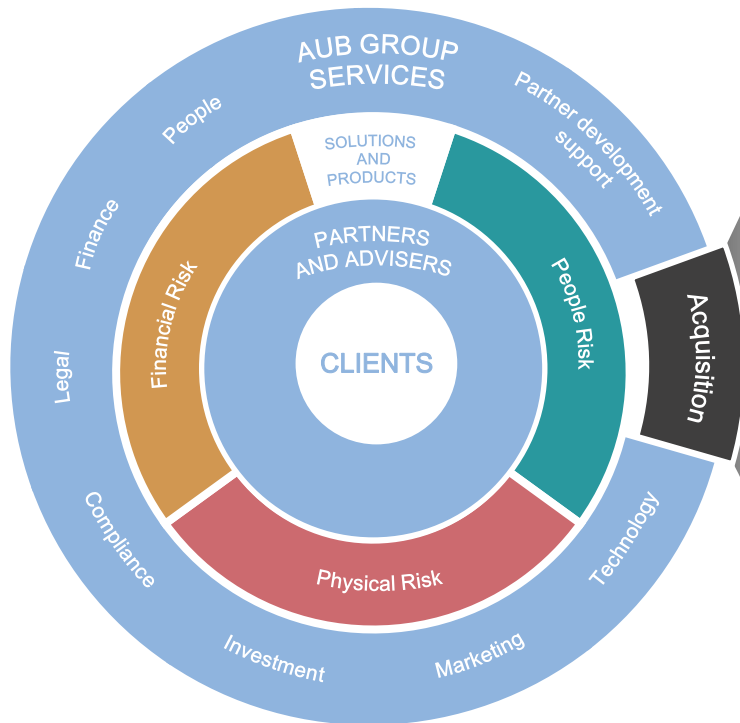 AUB GROUP
SERVICES
Partner development
support
Acquisition
Technology
Marketing
Investment
Compliance
Legal
Finance
People
SOLUTIONS
AND
PRODUCTS
People Risk
Physical Risk
Financial Risk
PARTNERS
AND ADVISERS
CLIENTS